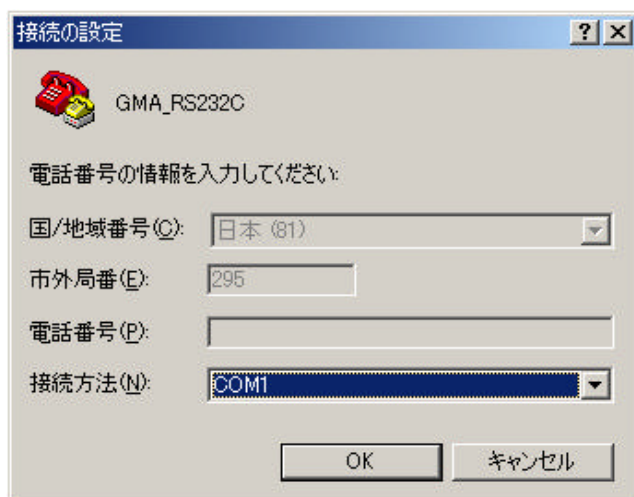 接続の設定
GMA_RS232C
電話番号の情報を入力してください:
国/地域番号(C): 日本 (81)
市外局番(E): 295
電話番号(P):
接続方法(N): COM1
OK キャンセル